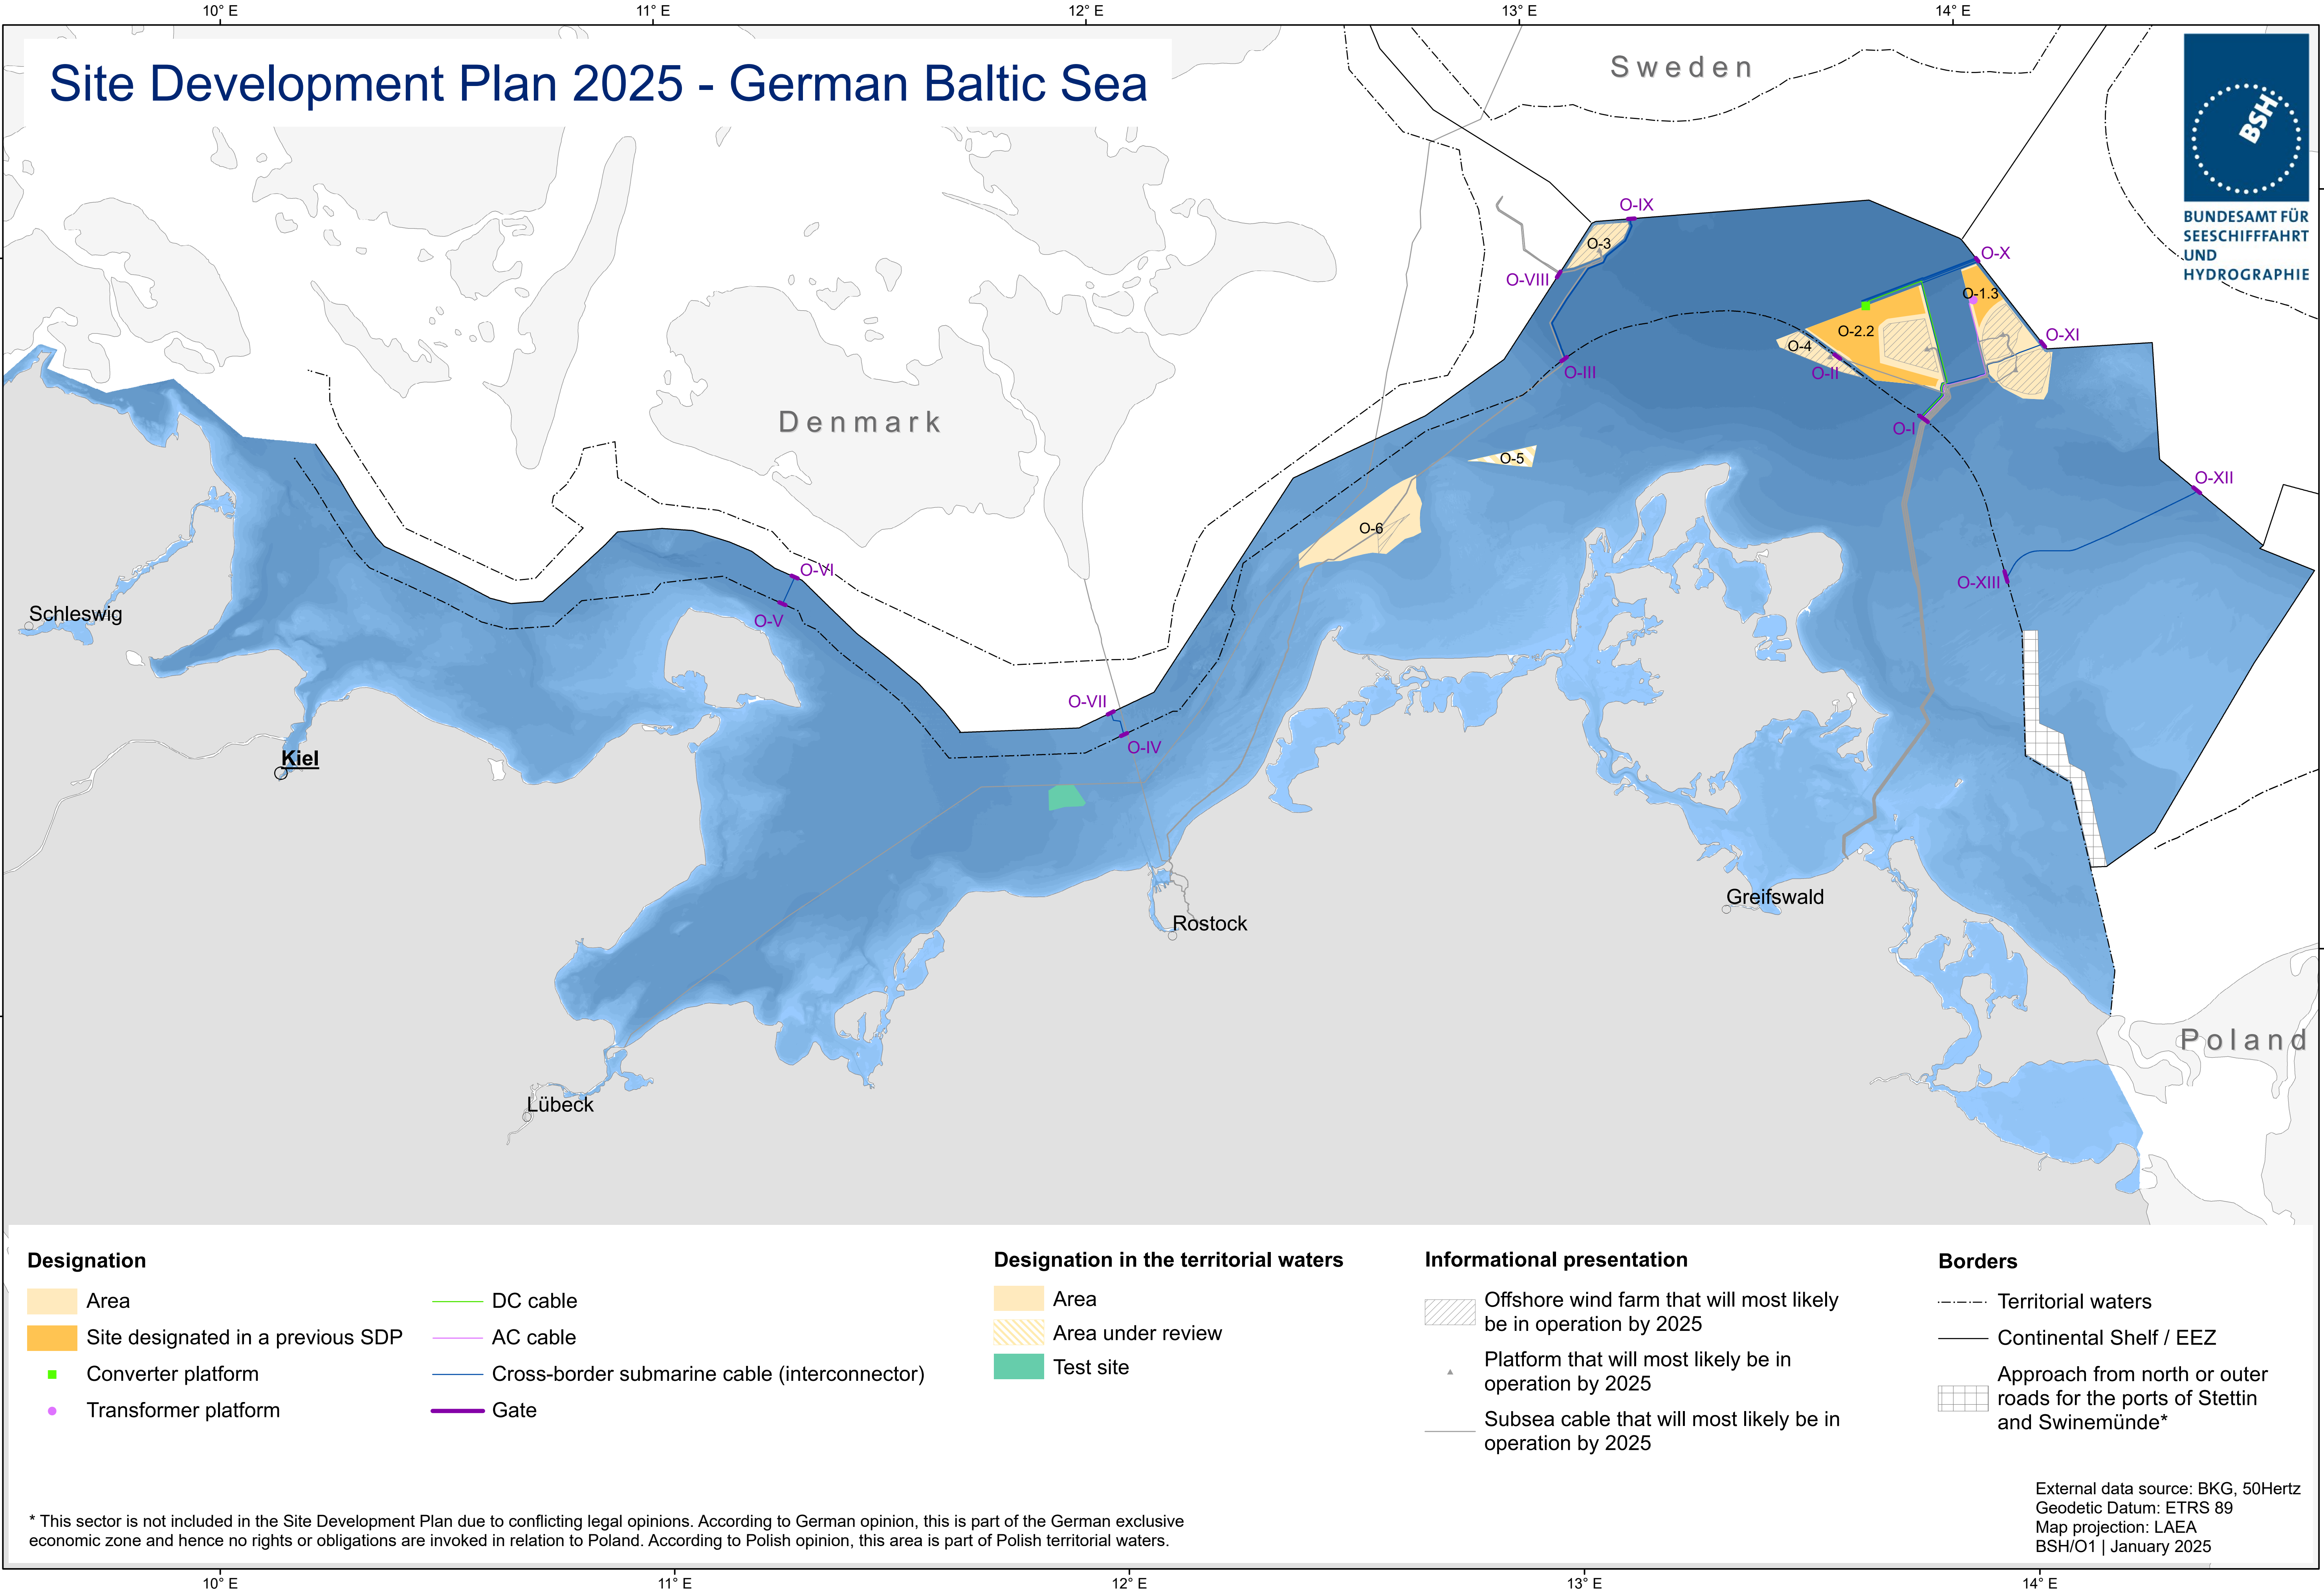 10° E
11° E
12° E
13° E
14° E
Site Development Plan 2025 - German Baltic Sea
Sweden
BSH
BUNDESAMT FÜR
SEESCHIFFFAHRT
UND
HYDROGRAPHIE
O-IX
O-3
O-VIII
O-X
O-1.3
O-2.2
O-4
O-XI
O-II
O-III
O-I
Denmark
O-5
O-XII
O-6
O-VI
O-V
O-XIII
Schleswig
O-VII
O-IV
Kiel
Greifswald
Rostock
Poland
Lübeck
Designation
Area
Site designated in a previous SDP
Converter platform
Transformer platform
DC cable
AC cable
Cross-border submarine cable (interconnector)
Gate
Designation in the territorial waters
Area
Area under review
Test site
Informational presentation
Offshore wind farm that will most likely
be in operation by 2025
Platform that will most likely be in
operation by 2025
Subsea cable that will most likely be in
operation by 2025
Borders
Territorial waters
Continental Shelf / EEZ
Approach from north or outer
roads for the ports of Stettin
and Swinemünde*
* This sector is not included in the Site Development Plan due to conflicting legal opinions. According to German opinion, this is part of the German exclusive
economic zone and hence no rights or obligations are invoked in relation to Poland. According to Polish opinion, this area is part of Polish territorial waters.
External data source: BKG, 50Hertz
Geodetic Datum: ETRS 89
Map projection: LAEA
BSH/O1 | January 2025
10° E
11° E
12° E
13° E
14° E